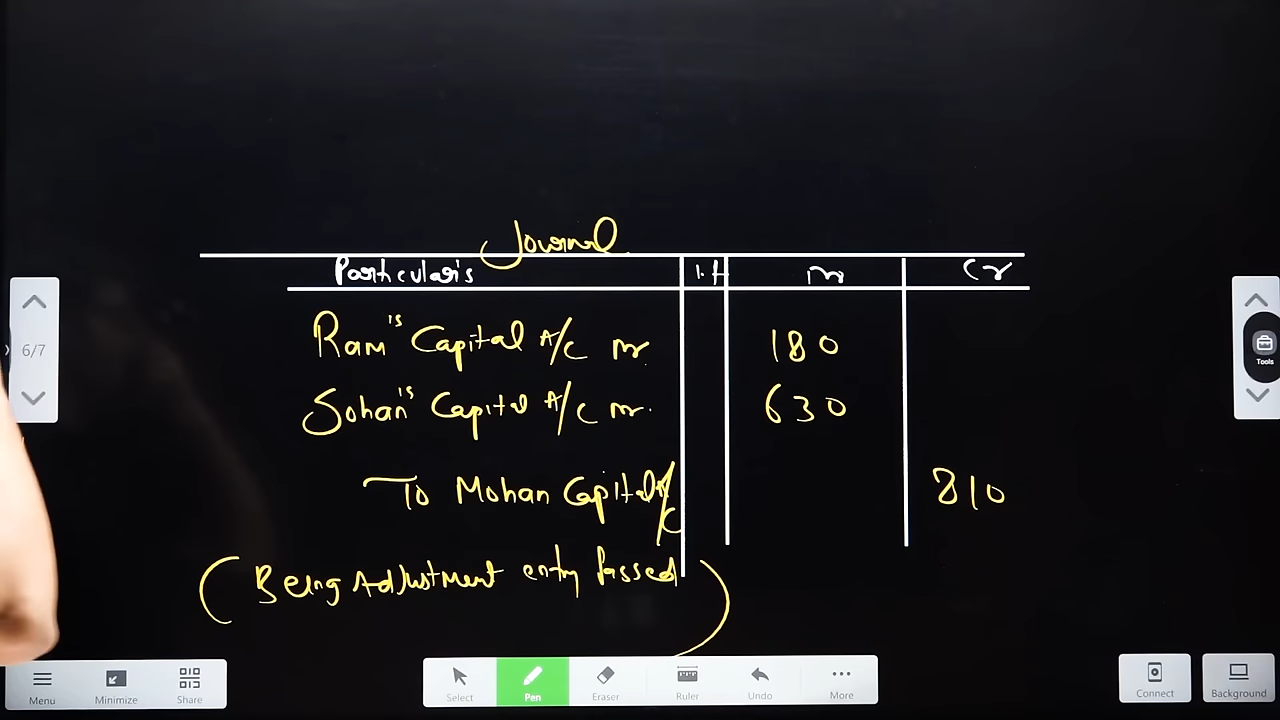 Journal
Particulars l.f Dr Cr
Ram's Capital A/C Dr. 180
Sohan's Capital A/C Dr. 630
To Mohan Capital A/C 810
(Being Adjustment entry Passed)
6/7
Tools
Menu
Minimize
Share
Select
Pen
Eraser
Ruler
Undo
More
Connect
Background